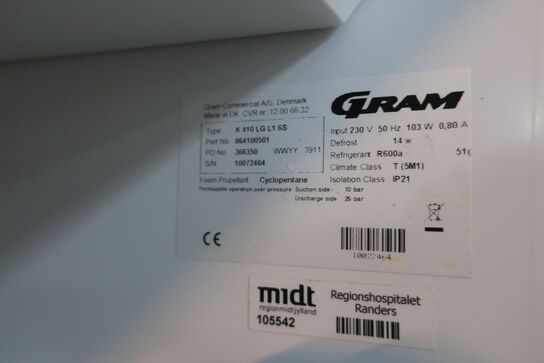 Gram Commercial A/S, Denmark
Made in DK. CVR nr. 12 00 06 32
GRAM
Type K 410 LG L1 6S
Part No 864100501
PO No 366350 WWYY 3911
S/N 10072464
Input 230 V 50 Hz 103 W 0,80 A
Defrost 14 w
Refrigerant R600a 51g
Climate Class T (5M1)
Isolation Class IP21
Foam Propellant Cyclopentane
Permissible operation over-pressure Suction side: 10 bar
Discharge side: 25 bar
CE
10072464
midt
regionmidtjylland
105542
Regionshospitalet
Randers